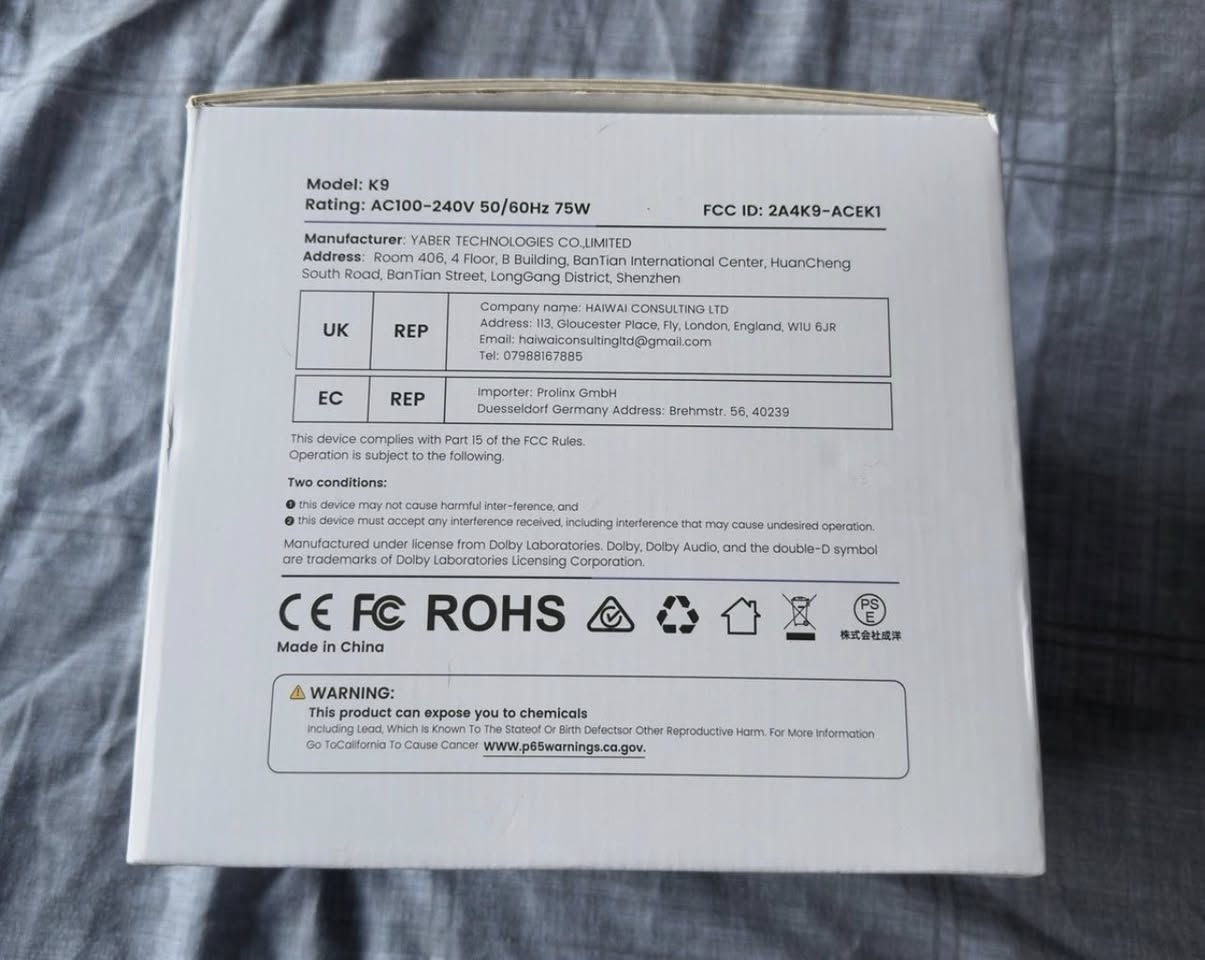 Model: K9
Rating: AC100-240V 50/60Hz 75W
FCC ID: 2A4K9-ACEK1
Manufacturer: YABER TECHNOLOGIES CO.,LIMITED
Address: Room 406, 4 Floor, B Building, BanTian International Center, HuanCheng
South Road, BanTian Street, LongGang District, Shenzhen
UK
REP
Company name: HAIWAI CONSULTING LTD
Address: 113, Gloucester Place, Fly, London, England, W1U 6JR
Email: haiwaiconsultingltd@gmail.com
Tel: 07988167885
EC
REP
Importer: Prolinx GmbH
Duesseldorf Germany Address: Brehmstr. 56, 40239
This device complies with Part 15 of the FCC Rules.
Operation is subject to the following.
Two conditions:
❶ this device may not cause harmful inter-ference, and
❷ this device must accept any interference received, including interference that may cause undesired operation.
Manufactured under license from Dolby Laboratories. Dolby, Dolby Audio, and the double-D symbol
are trademarks of Dolby Laboratories Licensing Corporation.
CE FC ROHS
PS
E
株式会社成洋
Made in China
WARNING:
This product can expose you to chemicals
Including Lead, Which Is Known To The Stateof Or Birth Defectsor Other Reproductive Harm. For More Information
Go ToCalifornia To Cause Cancer WWW.p65warnings.ca.gov.